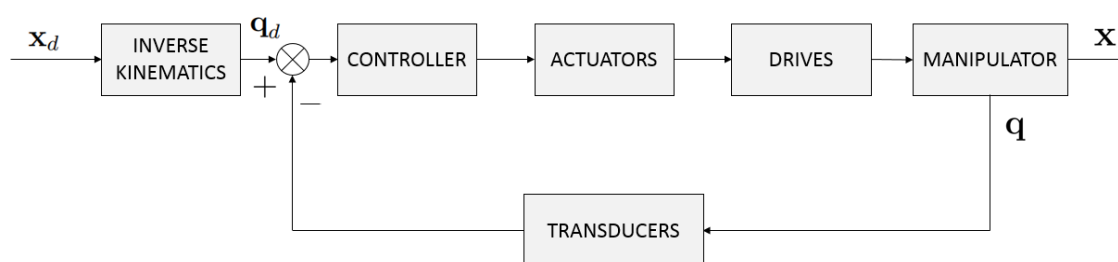 x_d
INVERSE
KINEMATICS
q_d
+
−
CONTROLLER
ACTUATORS
DRIVES
MANIPULATOR
x
q
TRANSDUCERS